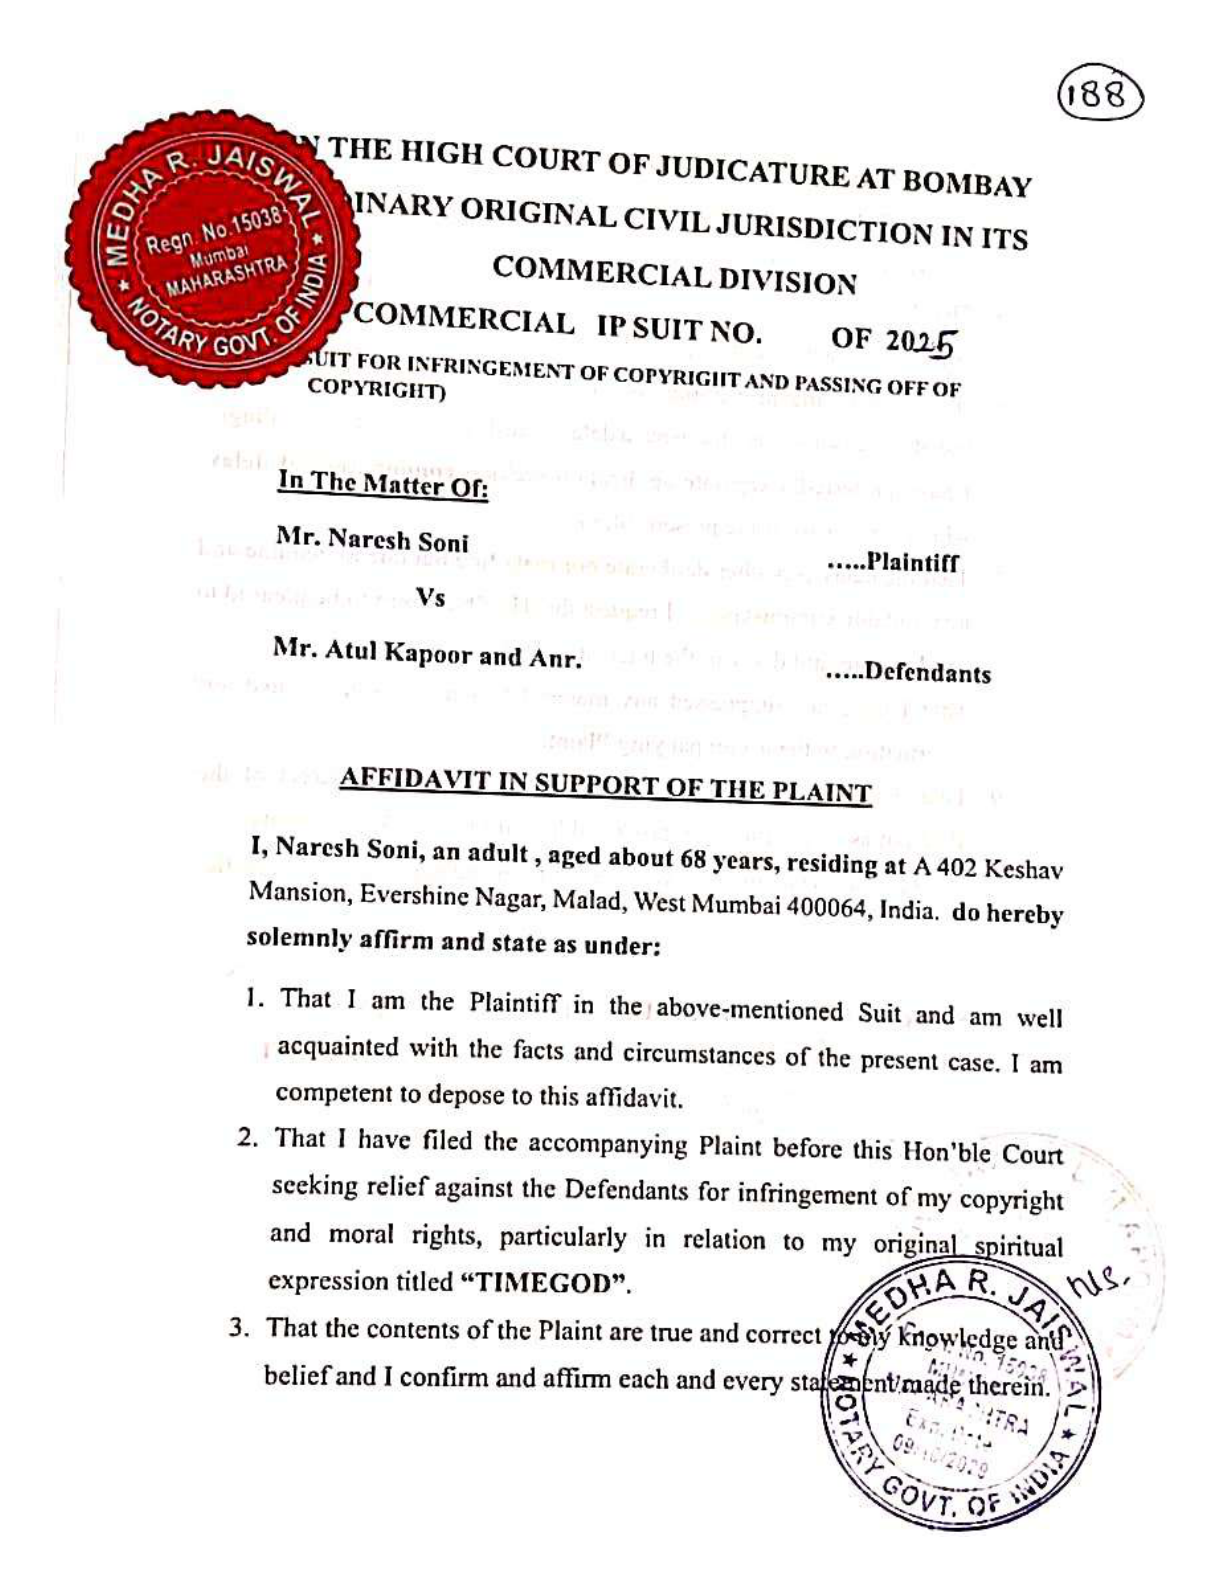 188
MEDHA R. JAISWAL
Regn. No.15038
Mumbai
MAHARASHTRA
NOTARY GOVT. OF INDIA
N THE HIGH COURT OF JUDICATURE AT BOMBAY
INARY ORIGINAL CIVIL JURISDICTION IN ITS
COMMERCIAL DIVISION
COMMERCIAL IP SUIT NO. OF 2025
SUIT FOR INFRINGEMENT OF COPYRIGHT AND PASSING OFF OF
COPYRIGHT)
In The Matter Of:
Mr. Naresh Soni
.....Plaintiff
Vs
Mr. Atul Kapoor and Anr.
.....Defendants
AFFIDAVIT IN SUPPORT OF THE PLAINT
I, Naresh Soni, an adult , aged about 68 years, residing at A 402 Keshav
Mansion, Evershine Nagar, Malad, West Mumbai 400064, India. do hereby
solemnly affirm and state as under:
1. That I am the Plaintiff in the above-mentioned Suit and am well
acquainted with the facts and circumstances of the present case. I am
competent to depose to this affidavit.
2. That I have filed the accompanying Plaint before this Hon'ble Court
seeking relief against the Defendants for infringement of my copyright
and moral rights, particularly in relation to my original spiritual
expression titled “TIMEGOD”.
3. That the contents of the Plaint are true and correct to my knowledge and
belief and I confirm and affirm each and every statement made therein.
MEDHA R. JAISWAL
NOTARY GOVT. OF INDIA